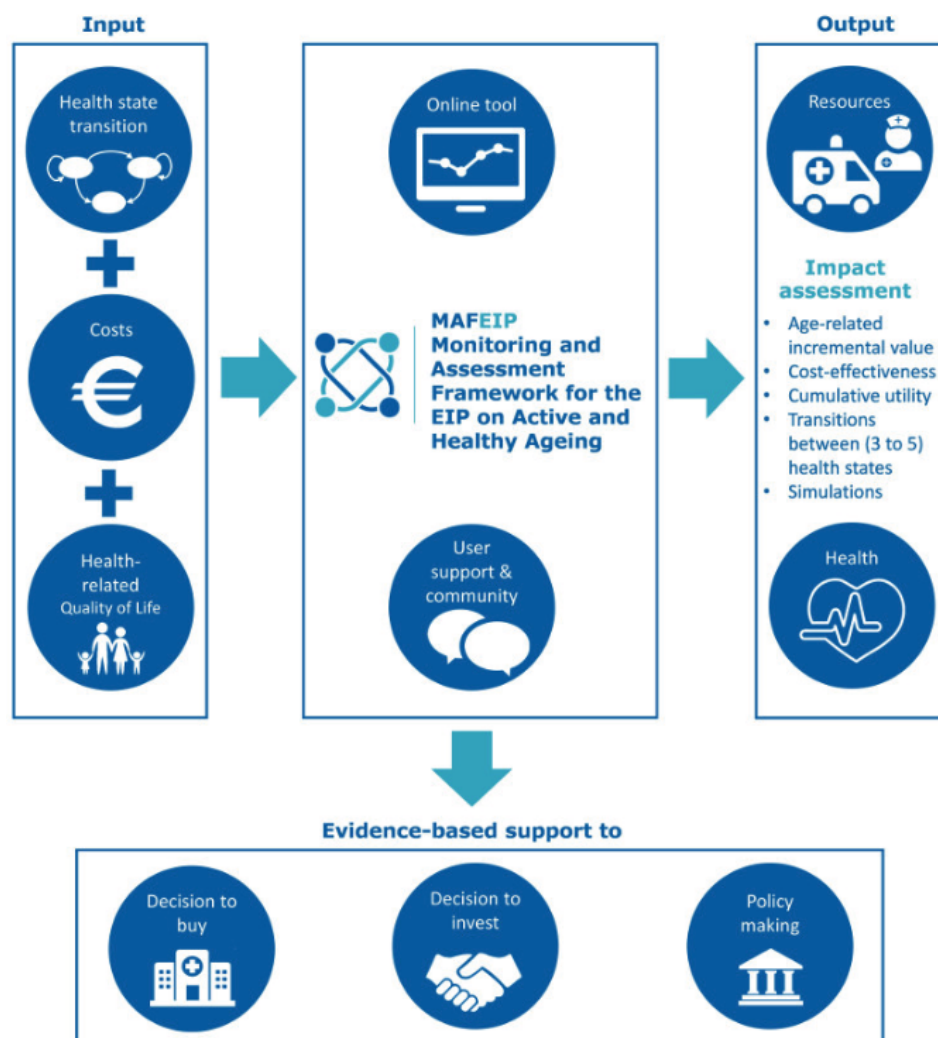 Input
Health state
transition
Costs
Health-
related
Quality of Life
Online tool
MAFEIP
Monitoring and
Assessment
Framework for the
EIP on Active and
Healthy Ageing
User
support &
community
Output
Resources
Impact
assessment
• Age-related
incremental value
• Cost-effectiveness
• Cumulative utility
• Transitions
between (3 to 5)
health states
• Simulations
Health
Evidence-based support to
Decision to
buy
Decision to
invest
Policy
making